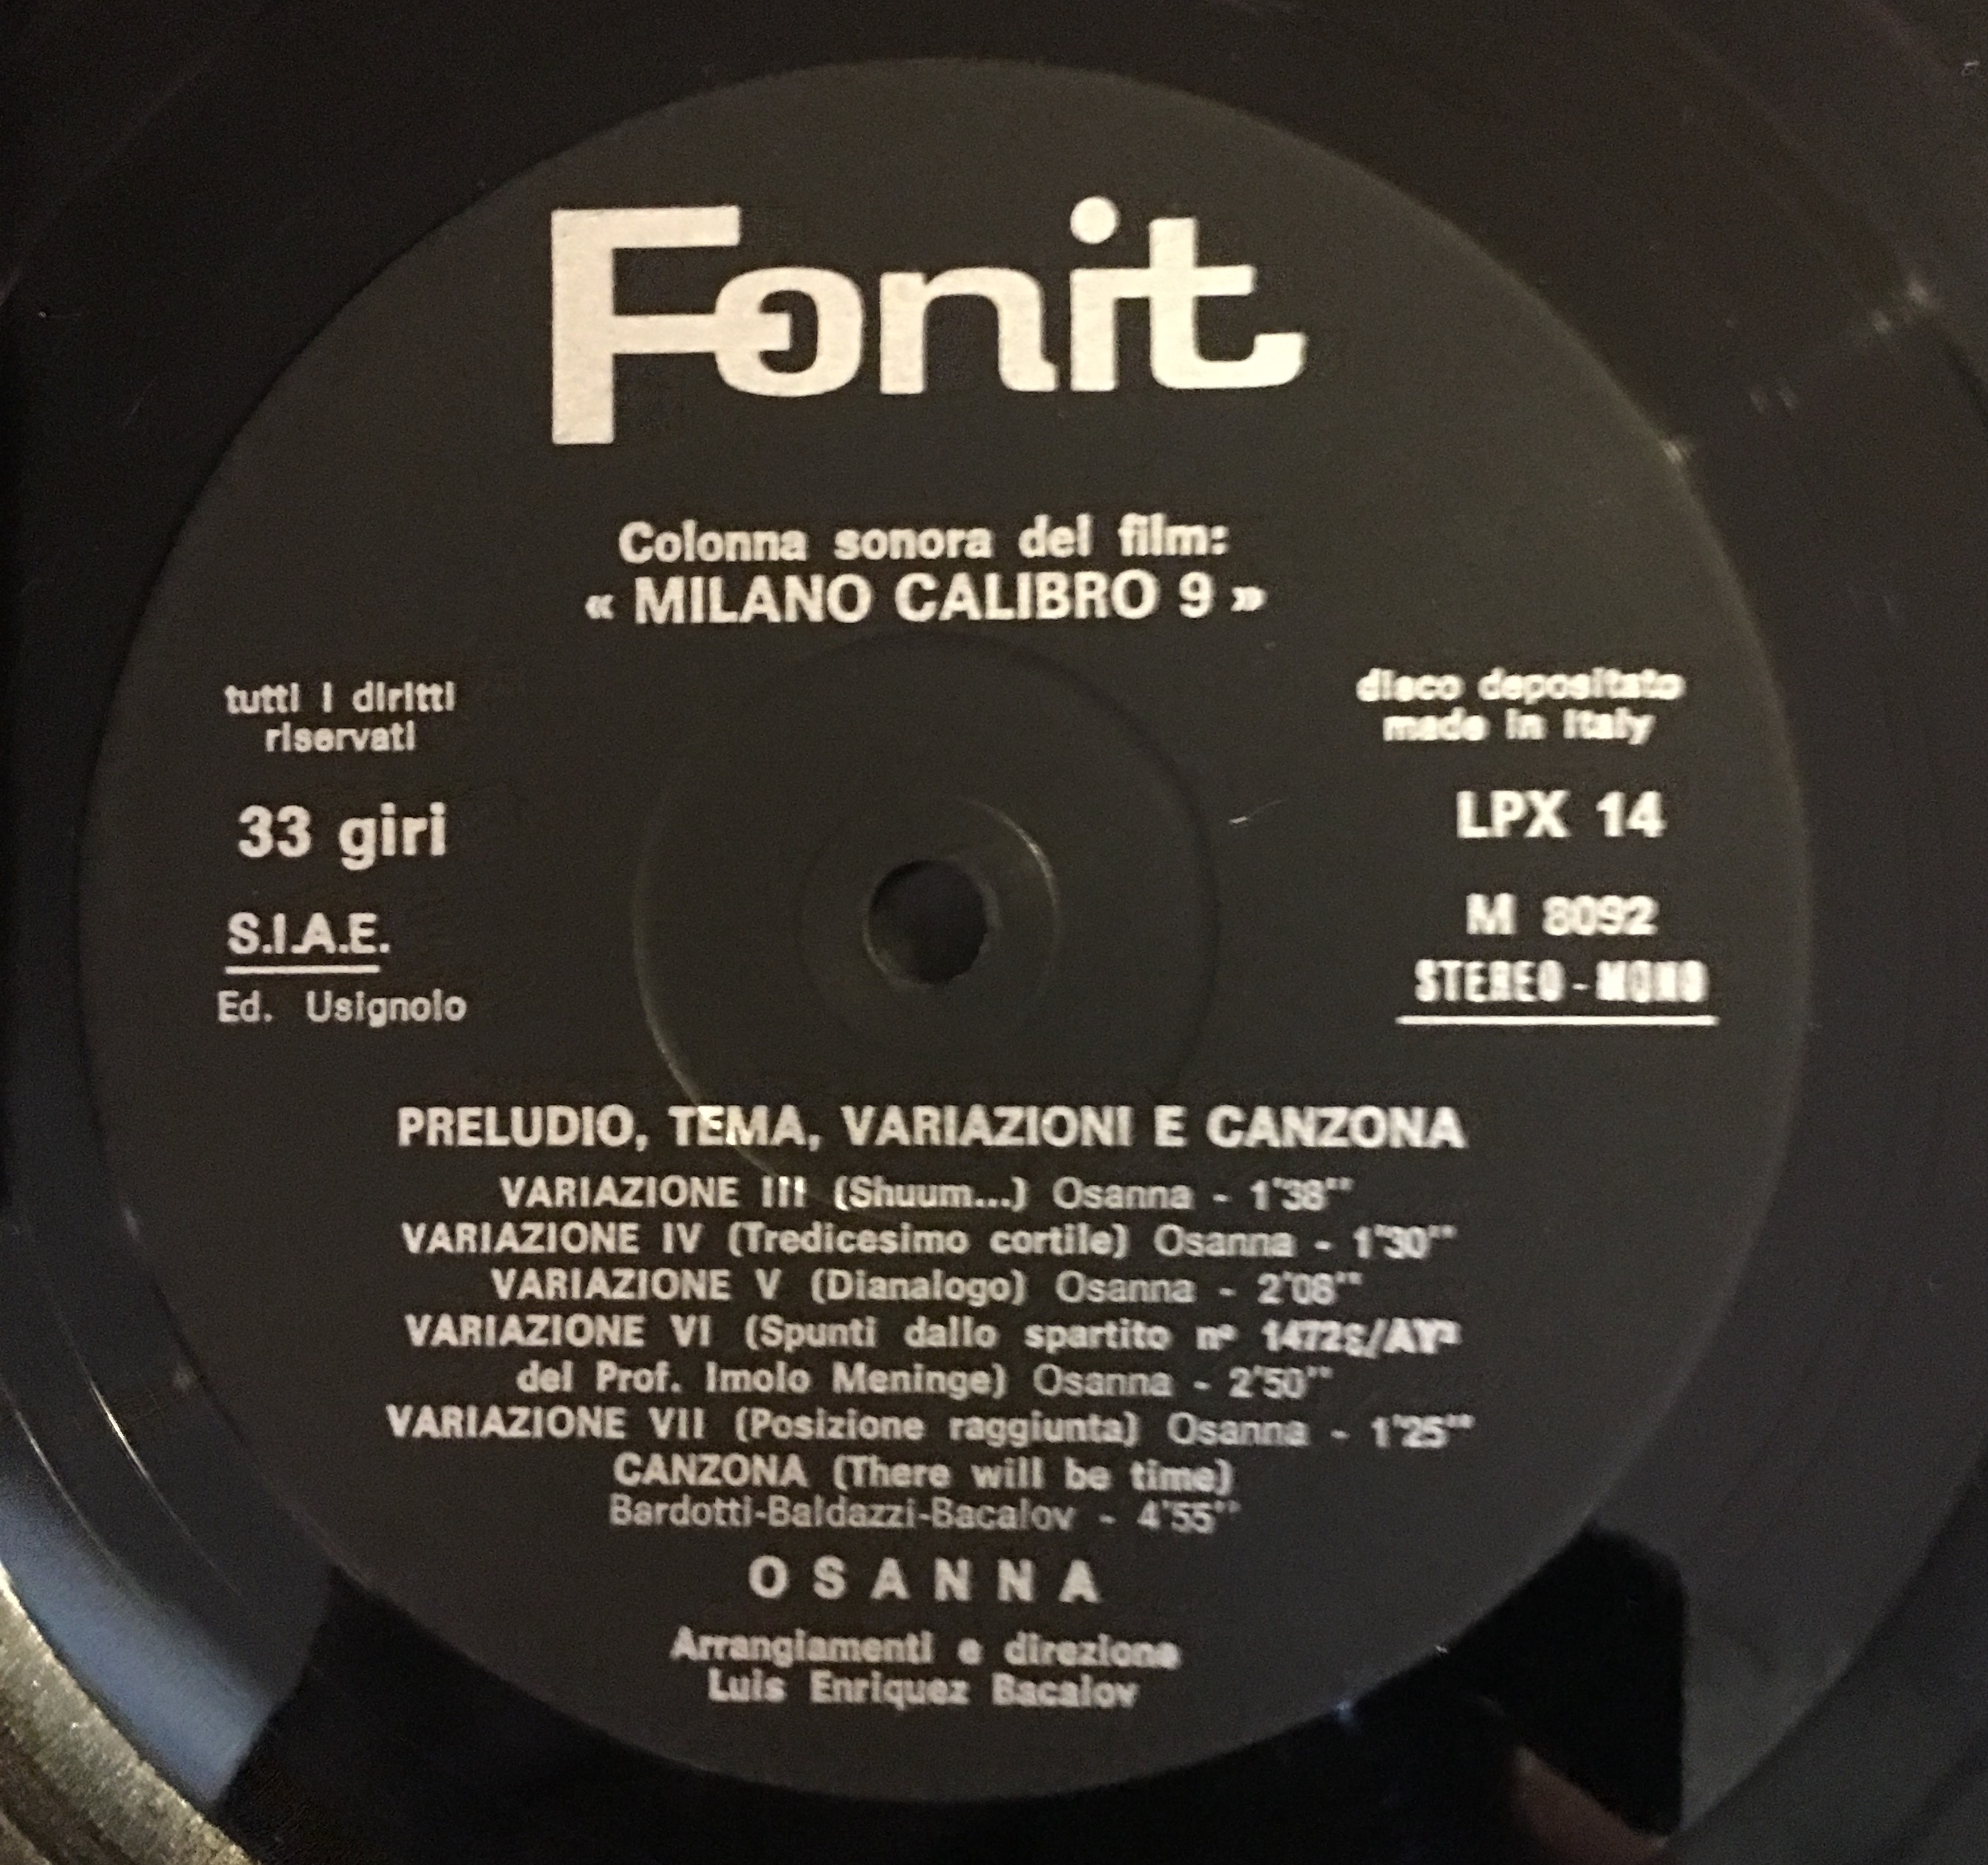 Fonit
Colonna sonora del film:
« MILANO CALIBRO 9 »
tutti i diritti
riservati
33 giri
S.I.A.E.
Ed. Usignolo
disco depositato
made in Italy
LPX 14
M 8092
STEREO - MONO
PRELUDIO, TEMA, VARIAZIONI E CANZONA
VARIAZIONE III (Shuum...) Osanna - 1'38''
VARIAZIONE IV (Tredicesimo cortile) Osanna - 1'30''
VARIAZIONE V (Dianalogo) Osanna - 2'08''
VARIAZIONE VI (Spunti dallo spartito n°
del Prof. Imolo Meninge) Osanna - 2'50''
VARIAZIONE VII (Posizione raggiunta) Osanna - 1'25''
CANZONA (There will be time)
Bardotti-Baldazzi-Bacalov - 4'55''
OSANNA
Arrangiamenti e direzione
Luis Enriquez Bacalov